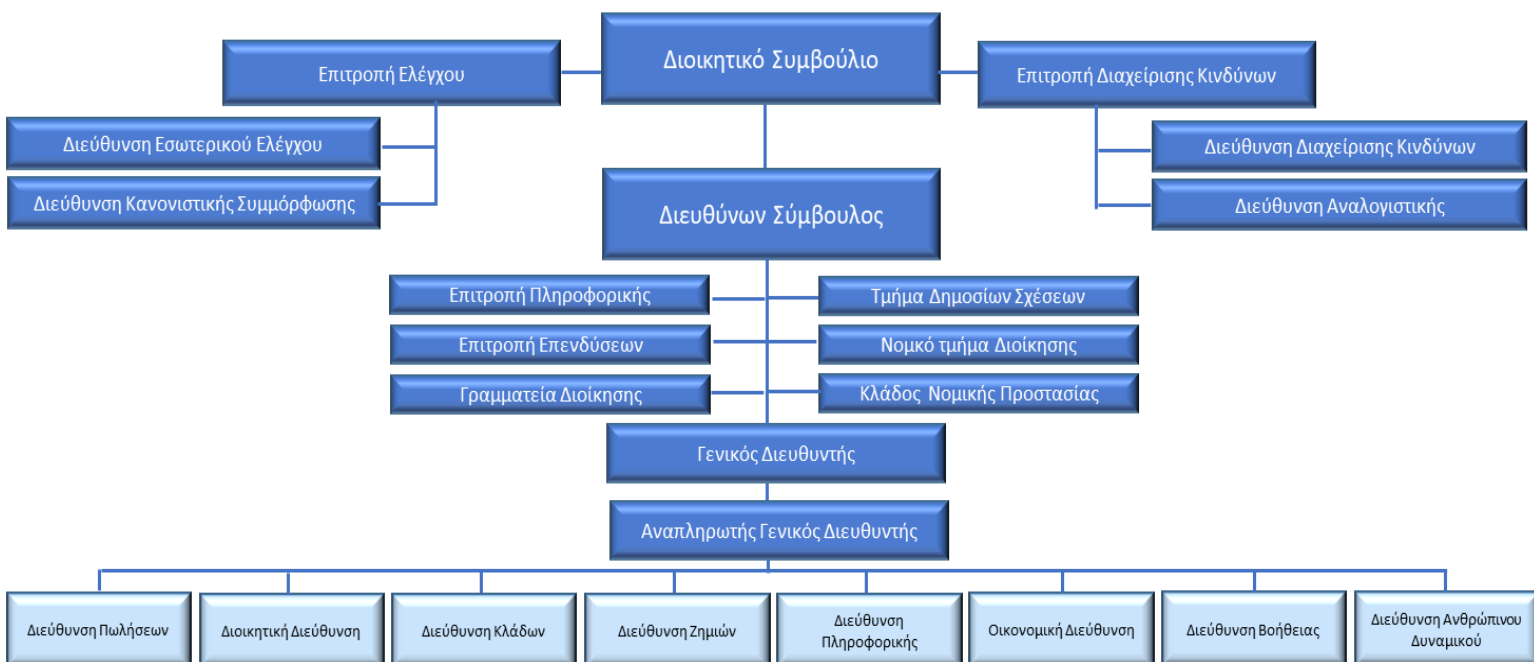 Διοικητικό Συμβούλιο
Επιτροπή Ελέγχου
Επιτροπή Διαχείρισης Κινδύνων
Διεύθυνση Εσωτερικού Ελέγχου
Διεύθυνση Διαχείρισης Κινδύνων
Διεύθυνση Κανονιστικής Συμμόρφωσης
Διεύθυνση Αναλογιστικής
Διευθύνων Σύμβουλος
Επιτροπή Πληροφορικής
Τμήμα Δημοσίων Σχέσεων
Επιτροπή Επενδύσεων
Νομκό τμήμα Διοίκησης
Γραμματεία Διοίκησης
Κλάδος Νομικής Προστασίας
Γενικός Διευθυντής
Αναπληρωτής Γενικός Διευθυντής
Διεύθυνση Πωλήσεων
Διοικητική Διεύθυνση
Διεύθυνση Κλάδων
Διεύθυνση Ζημιών
Διεύθυνση
Πληροφορικής
Οικονομική Διεύθυνση
Διεύθυνση Βοήθειας
Διεύθυνση Ανθρώπινου
Δυναμικού